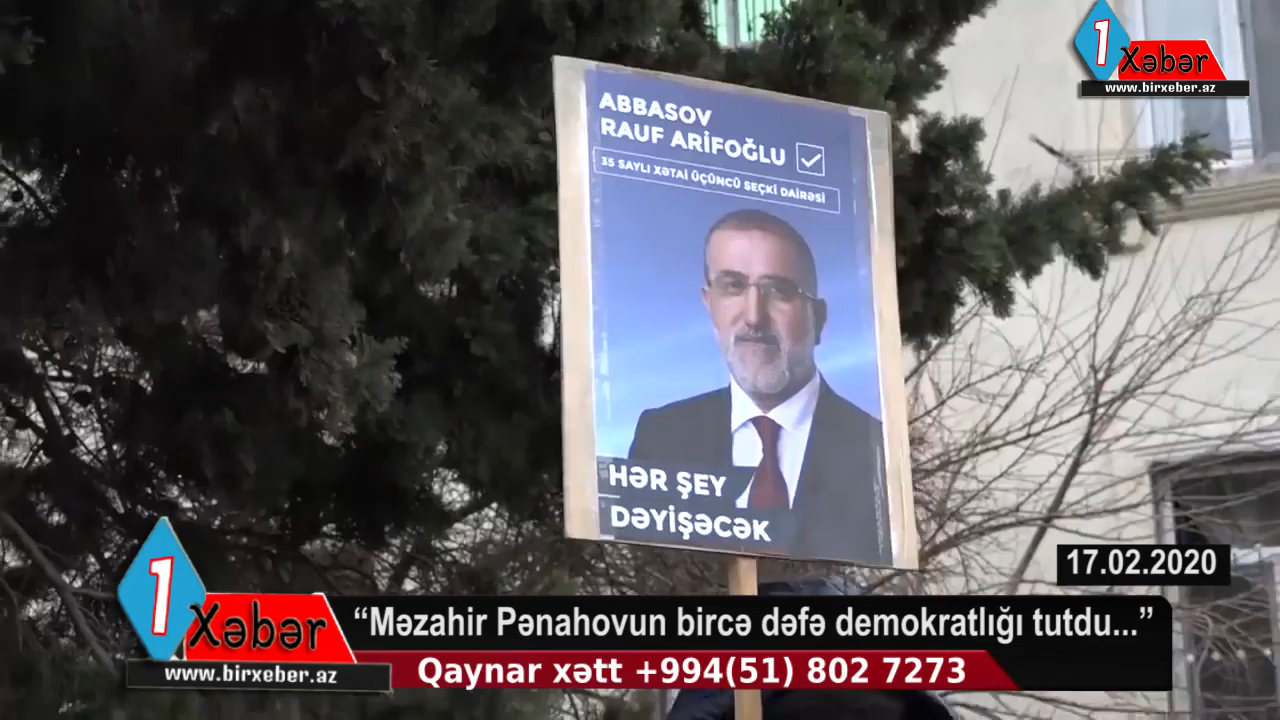 1
Xəbər
www.birxeber.az
ABBASOV
RAUF ARİFOĞLU
35 SAYLI XƏTAİ ÜÇÜNCÜ SEÇKİ DAİRƏSİ
HƏR ŞEY
DƏYİŞƏCƏK
17.02.2020
1
Xəbər
www.birxeber.az
“Məzahir Pənahovun bircə dəfə demokratlığı tutdu...”
Qaynar xətt +994(51) 802 7273